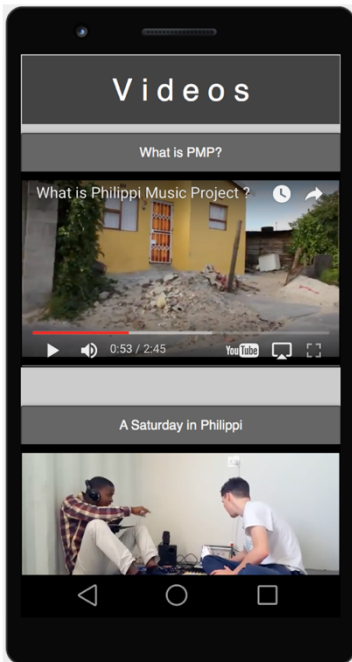 Videos
What is PMP?
What is Philippi Music Project ?
0:53 / 2:45
YouTube
A Saturday in Philippi